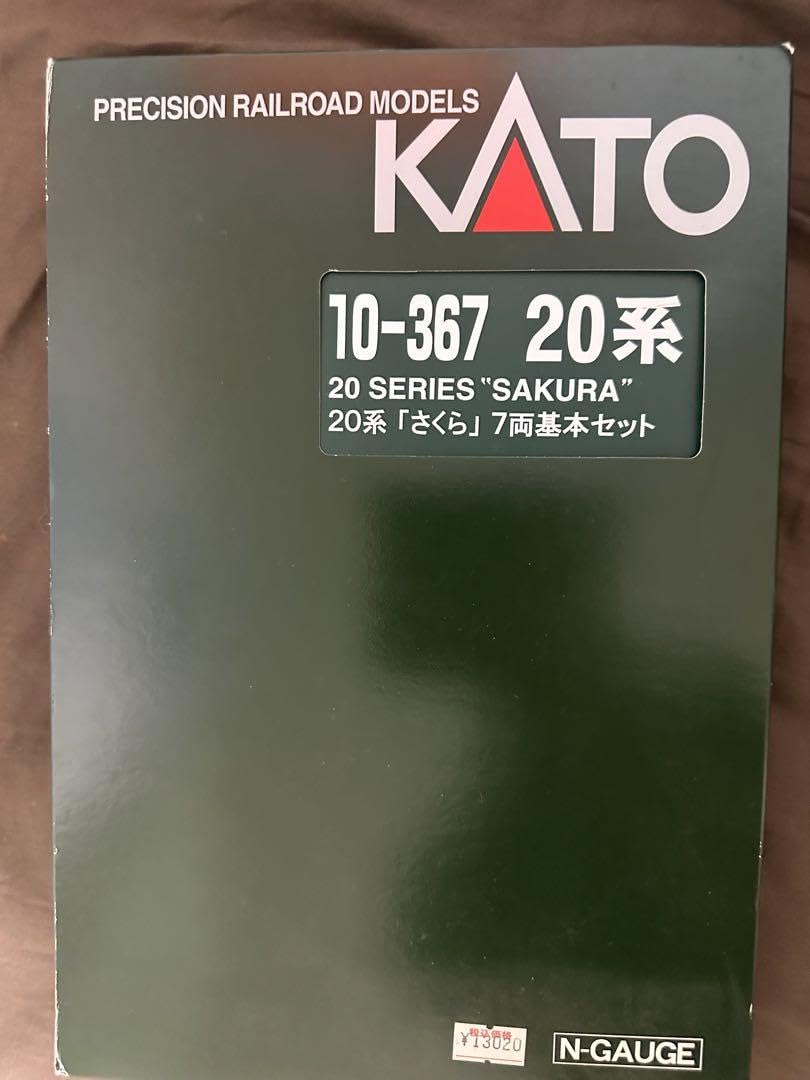 PRECISION RAILROAD MODELS
KATO
10-367 20系
20 SERIES "SAKURA"
20系「さくら」7両基本セット
税込価格
¥13020
N-GAUGE